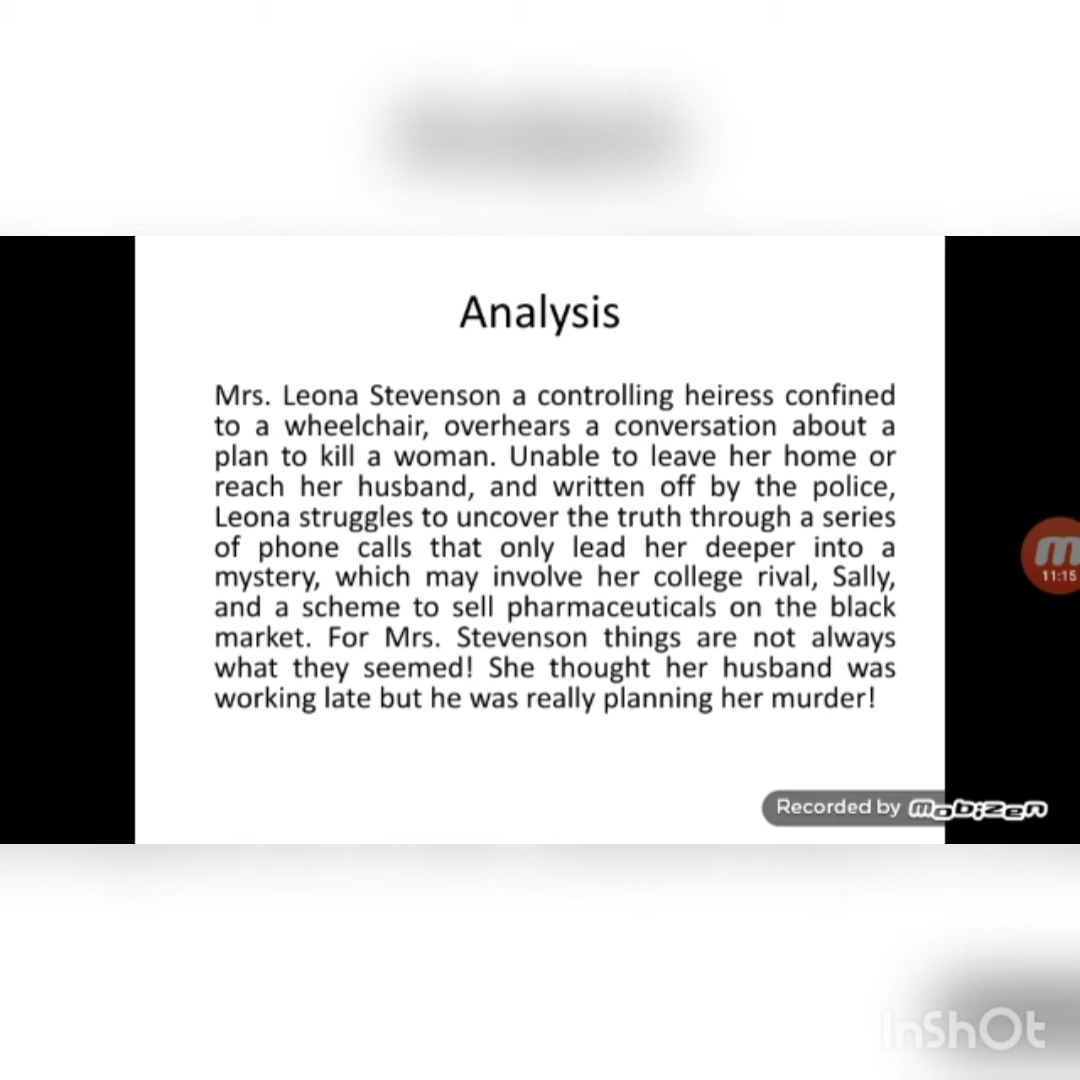 Analysis
Mrs. Leona Stevenson a controlling heiress confined
to a wheelchair, overhears a conversation about a
plan to kill a woman. Unable to leave her home or
reach her husband, and written off by the police,
Leona struggles to uncover the truth through a series
of phone calls that only lead her deeper into a
mystery, which may involve her college rival, Sally,
and a scheme to sell pharmaceuticals on the black
market. For Mrs. Stevenson things are not always
what they seemed! She thought her husband was
working late but he was really planning her murder!
m
11:15
Recorded by mobizen
InShOt